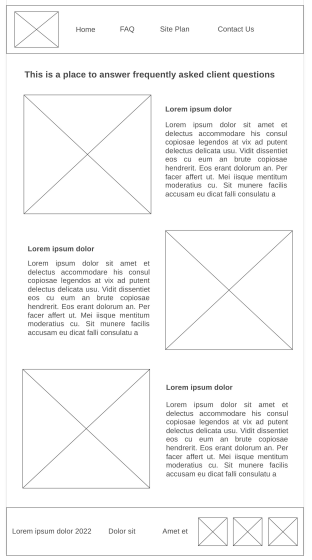 Home FAQ Site Plan Contact Us
This is a place to answer frequently asked client questions
Lorem ipsum dolor
Lorem ipsum dolor sit amet et
delectus accommodare his consul
copiosae legendos at vix ad putent
delectus delicata usu. Vidit dissentiet
eos cu eum an brute copiosae
hendrerit. Eos erant dolorum an. Per
facer affert ut. Mei iisque mentitum
moderatius cu. Sit munere facilis
accusam eu dicat consulatu a
Lorem ipsum dolor
Lorem ipsum dolor sit amet et
delectus accommodare his consul
copiosae legendos at vix ad putent
delectus delicata usu. Vidit dissentiet
eos cu eum an brute copiosae
hendrerit. Eos erant dolorum an. Per
facer affert ut. Mei iisque mentitum
moderatius cu. Sit munere facilis
accusam eu dicat consulatu a
Lorem ipsum dolor
Lorem ipsum dolor sit amet et
delectus accommodare his consul
copiosae legendos at vix ad putent
delectus delicata usu. Vidit dissentiet
eos cu eum an brute copiosae
hendrerit. Eos erant dolorum an. Per
facer affert ut. Mei iisque mentitum
moderatius cu. Sit munere facilis
accusam eu dicat consulatu a
Lorem ipsum dolor 2022 Dolor sit Amet et